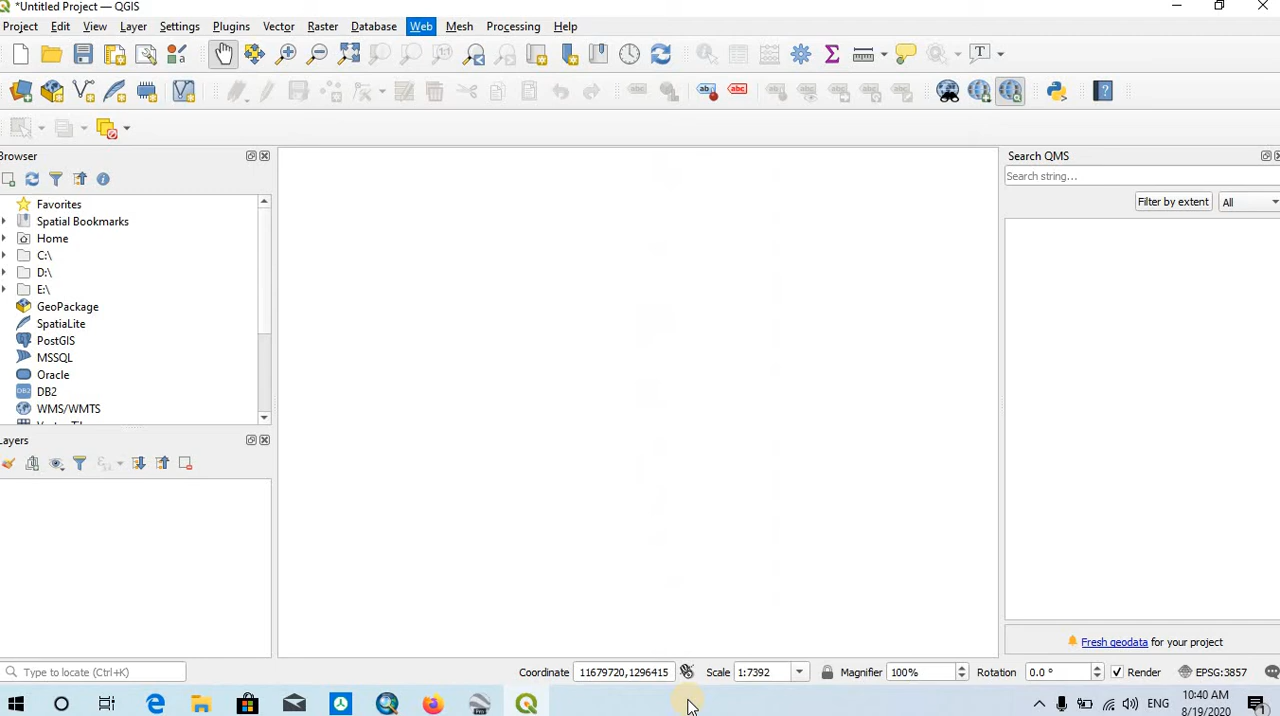 *Untitled Project — QGIS
Project Edit View Layer Settings Plugins Vector Raster Database Web Mesh Processing Help
T
abc abc abc
Browser
Favorites
Spatial Bookmarks
Home
C:\
D:\
E:\
GeoPackage
SpatiaLite
PostGIS
MSSQL
Oracle
DB2
WMS/WMTS
Layers
Search QMS
Search string...
Filter by extent All
Fresh geodata for your project
Type to locate (Ctrl+K) Coordinate 11679720,1296415 Scale 1:7392 Magnifier 100% Rotation 0.0 ° Render EPSG:3857
ENG 10:40 AM
8/19/2020